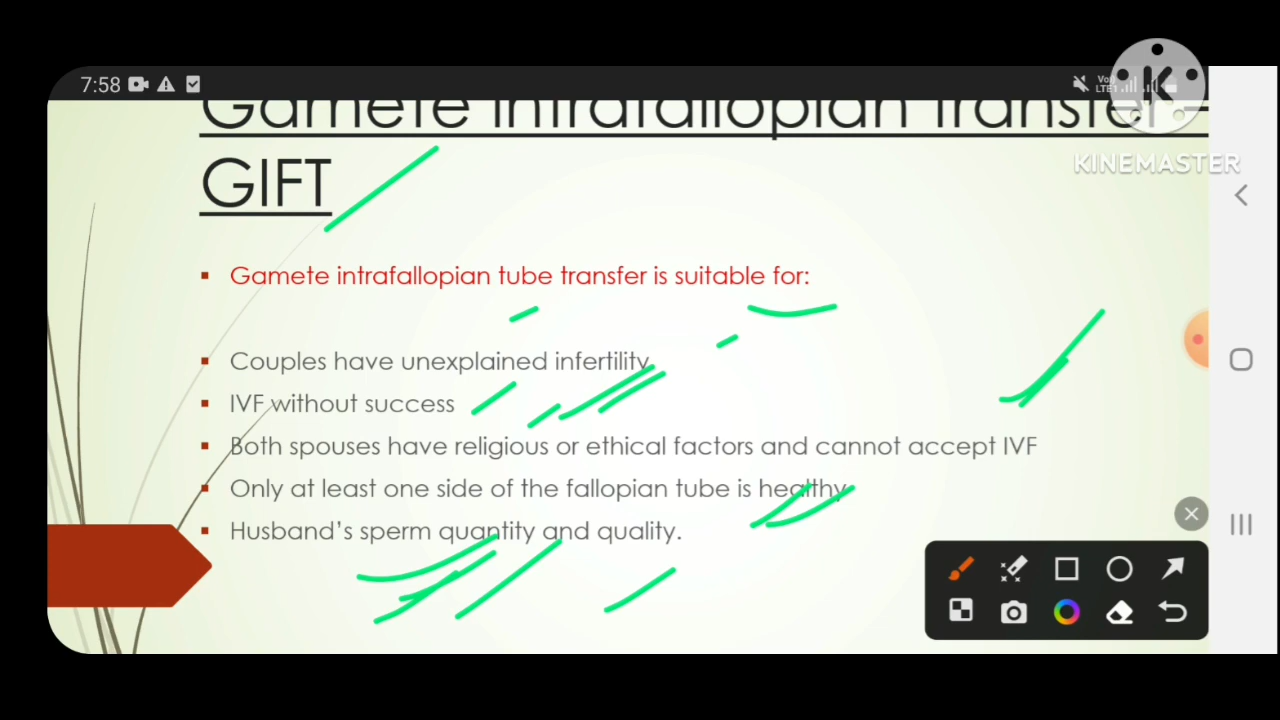 7:58
Vo)) LTE1
KINEMASTER
Gamete intrafallopian transfer –
GIFT
Gamete intrafallopian tube transfer is suitable for:
Couples have unexplained infertility.
IVF without success
Both spouses have religious or ethical factors and cannot accept IVF
Only at least one side of the fallopian tube is healthy.
Husband’s sperm quantity and quality.